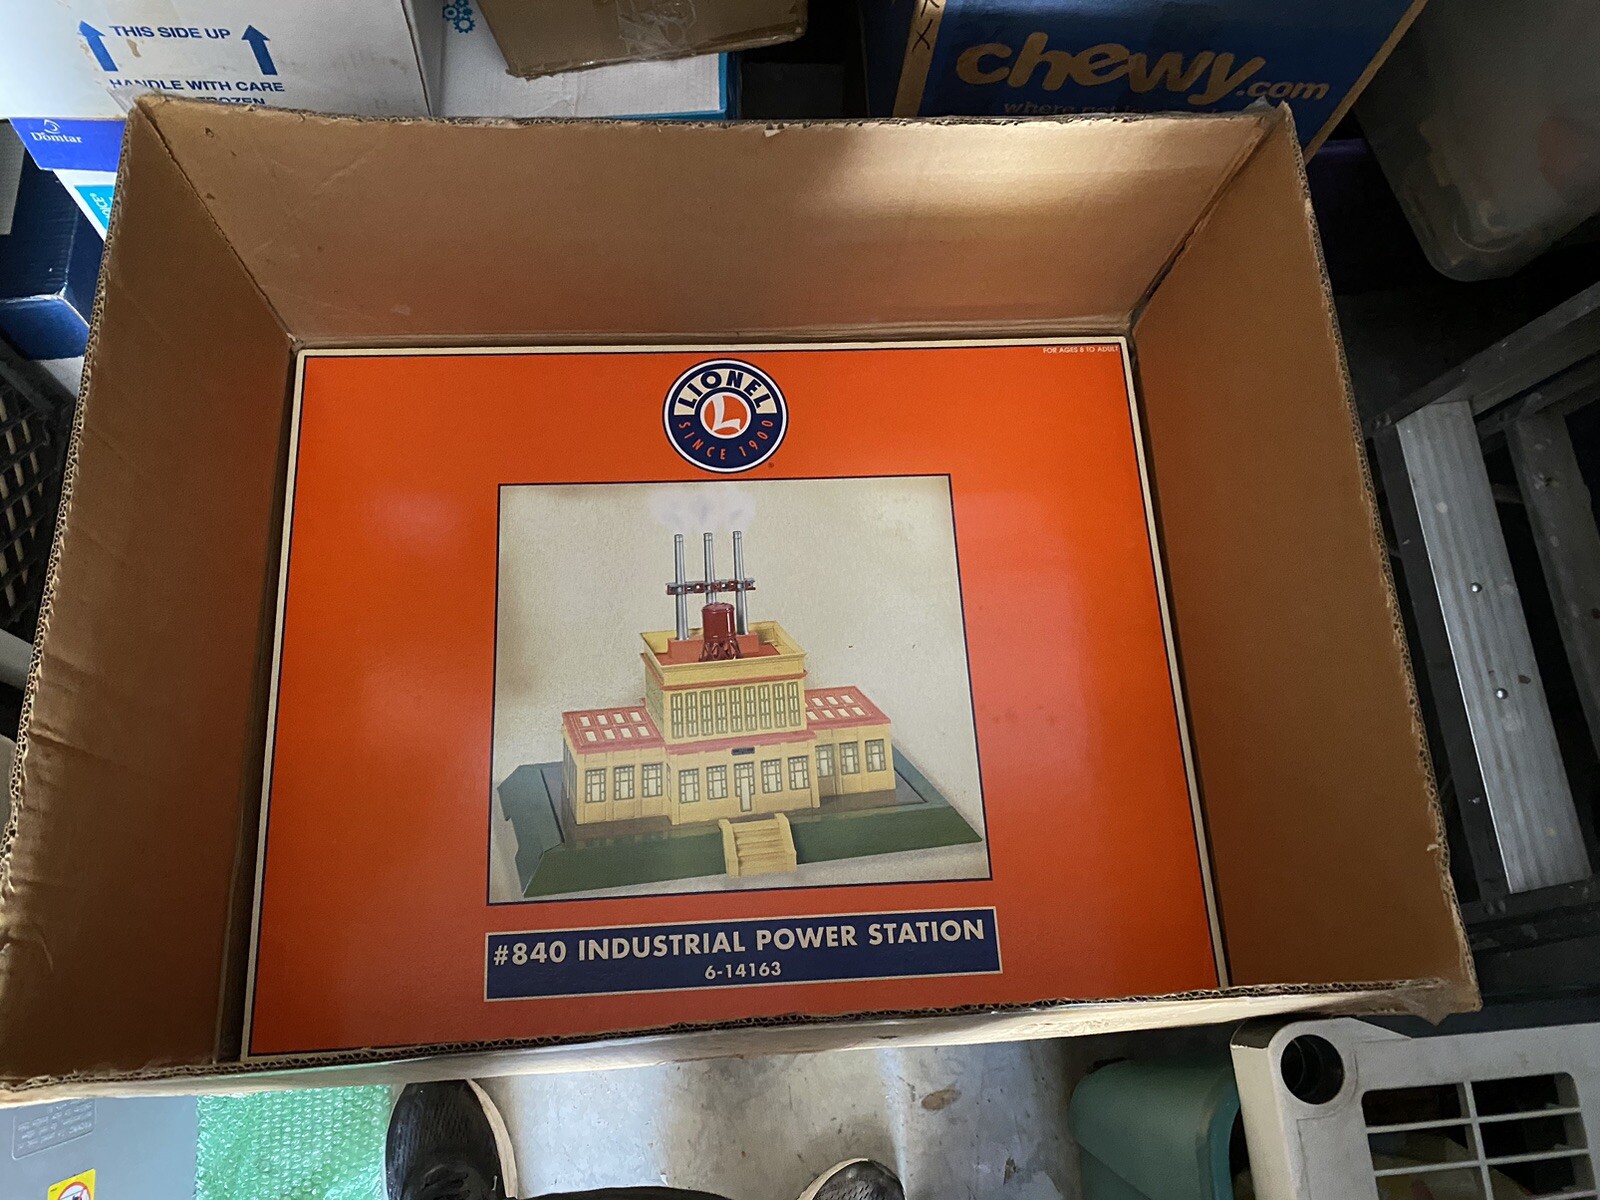 THIS SIDE UP
HANDLE WITH CARE
FROZEN
Domtar
chewy.com
FOR AGES 8 TO ADULT
LIONEL
L
SINCE 1900
#840 INDUSTRIAL POWER STATION
6-14163